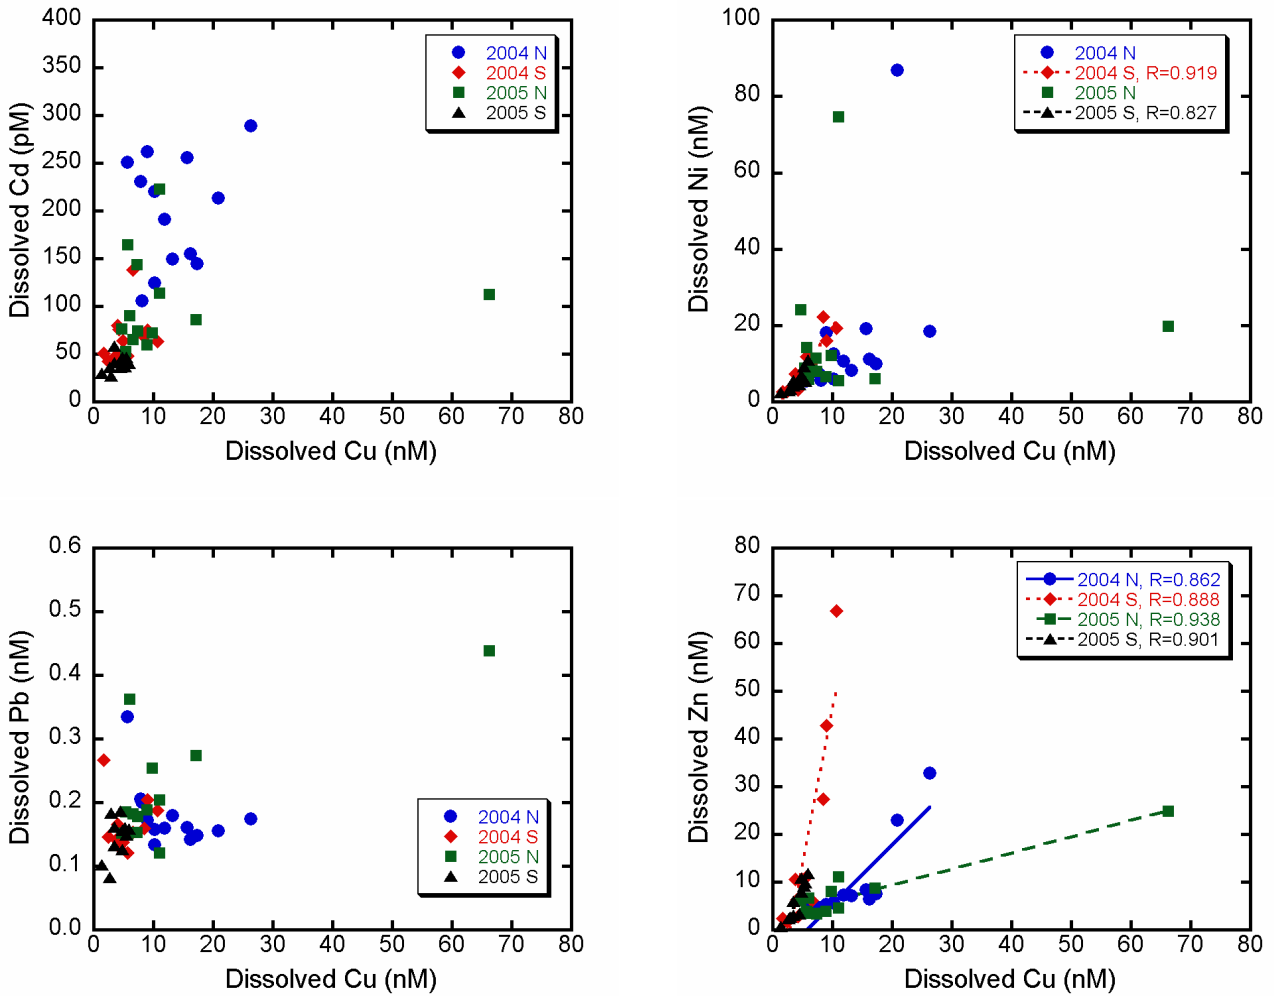 400
350
300
250
200
150
100
50
0
Dissolved Cd (pM)
2004 N
2004 S
2005 N
2005 S
0 10 20 30 40 50 60 70 80
Dissolved Cu (nM)
100
80
60
40
20
0
Dissolved Ni (nM)
2004 N
2004 S, R=0.919
2005 N
2005 S, R=0.827
0 10 20 30 40 50 60 70 80
Dissolved Cu (nM)
0.6
0.5
0.4
0.3
0.2
0.1
0.0
Dissolved Pb (nM)
2004 N
2004 S
2005 N
2005 S
0 10 20 30 40 50 60 70 80
Dissolved Cu (nM)
80
70
60
50
40
30
20
10
0
Dissolved Zn (nM)
2004 N, R=0.862
2004 S, R=0.888
2005 N, R=0.938
2005 S, R=0.901
0 10 20 30 40 50 60 70 80
Dissolved Cu (nM)